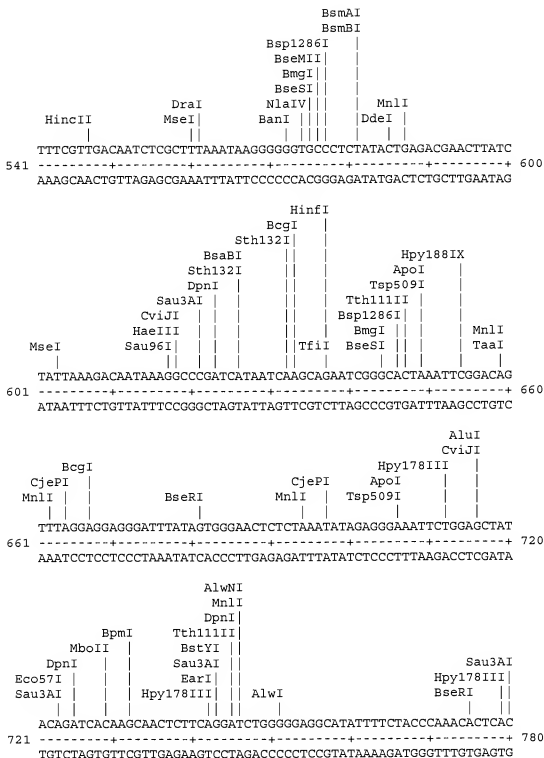 BsmAI
BsmBI
Bsp1286I
BseMII
BmgI
BseSI
DraI NlaIV MnlI
HincII MseI BanI DdeI
TTTCGTTGACAATCTCGCTTTAAATAAGGGGGGTGCCCTCTATACTGAGACGAACTTATC
541 ---------+---------+---------+---------+---------+---------+ 600
AAAGCAACTGTTAGAGCGAAATTTATTCCCCCCACGGGAGATATGACTCTGCTTGAATAG
HinfI
BcgI
Sth132I
BsaBI Hpy188IX
Sth132I ApoI
DpnI Tsp509I
Sau3AI Tth111II
CviJI Bsp1286I
HaeIII BmgI MnlI
MseI Sau96I TfiI BseSI TaaI
TATTAAAGACAATAAAGGCCCGATCATAATCAAGCAGAATCGGGCACTAAATTCGGACAG
601 ---------+---------+---------+---------+---------+---------+ 660
ATAATTTCTGTTATTTCCGGGCTAGTATTAGTTCGTCTTAGCCCGTGATTTAAGCCTGTC
AluI
CviJI
BcgI Hpy178III
CjePI CjePI ApoI
MnlI BseRI MnlI Tsp509I
TTTAGGAGGAGGGATTTATAGTGGGAACTCTCTAAATATAGAGGGAAATTCTGGAGCTAT
661 ---------+---------+---------+---------+---------+---------+ 720
AAATCCTCCTCCCTAAATATCACCCTTGAGAGATTTATATCTCCCTTTAAGACCTCGATA
AlwNI
MnlI
DpnI
BpmI Tth111II
MboII BstYI
DpnI Sau3AI Sau3AI
Eco57I EarI Hpy178III
Sau3AI Hpy178III AlwI BseRI
ACAGATCACAAGCAACTCTTCAGGATCTGGGGGAGGCATATTTTCTACCCAAACACTCAC
721 ---------+---------+---------+---------+---------+---------+ 780
TGTCTAGTGTTCGTTGAGAAGTCCTAGACCCCCTCCGTATAAAAGATGGGTTTGTGAGTG